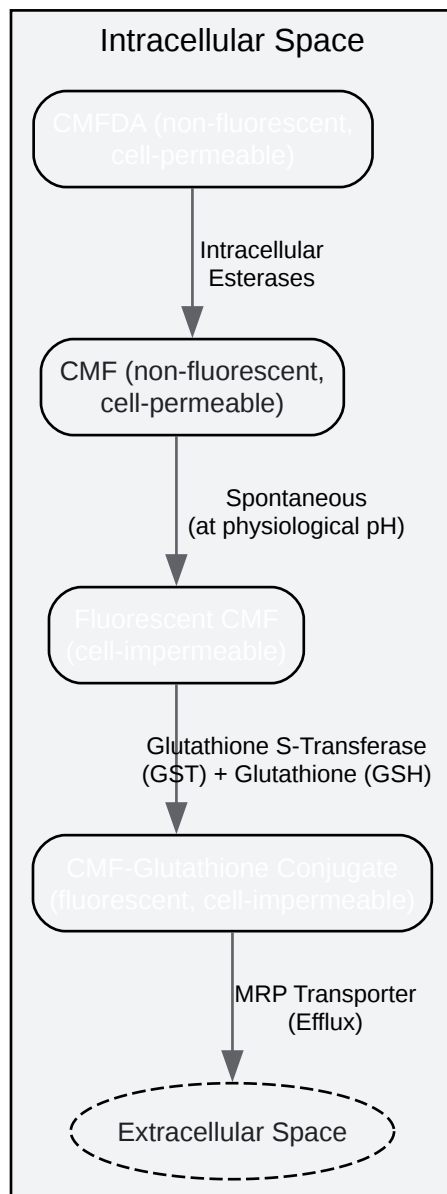 Intracellular Space
CMFDA (non-fluorescent,
cell-permeable)
Intracellular
Esterases
CMF (non-fluorescent,
cell-permeable)
Spontaneous
(at physiological pH)
Fluorescent CMF
(cell-impermeable)
Glutathione S-Transferase
(GST) + Glutathione (GSH)
CMF-Glutathione Conjugate
(fluorescent, cell-impermeable)
MRP Transporter
(Efflux)
Extracellular Space